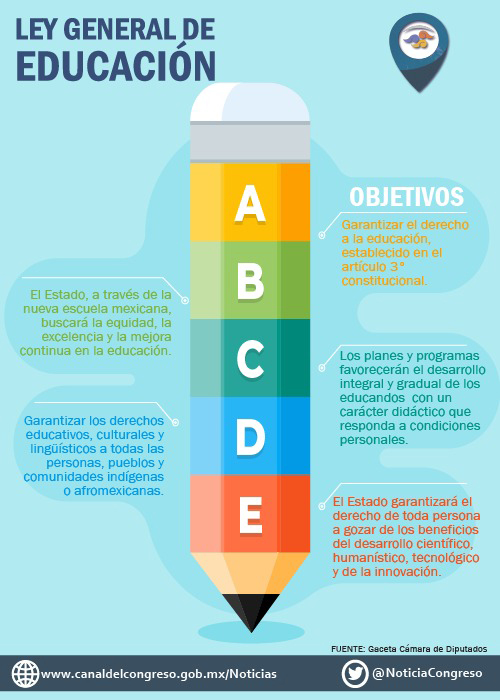 LEY GENERAL DE
EDUCACIÓN
OBJETIVOS
A
Garantizar el derecho
a la educación,
establecido en el
artículo 3°
constitucional.
B
El Estado, a través de la
nueva escuela mexicana,
buscará la equidad, la
excelencia y la mejora
continua en la educación.
C
Los planes y programas
favorecerán el desarrollo
integral y gradual de los
educandos con un
carácter didáctico que
responda a condiciones
personales.
D
Garantizar los derechos
educativos, culturales y
lingüísticos a todas las
personas, pueblos y
comunidades indígenas
o afromexicanas.
E
El Estado garantizará el
derecho de toda persona
a gozar de los beneficios
del desarrollo científico,
humanístico, tecnológico
y de la innovación.
FUENTE: Gaceta Cámara de Diputados
www.canaldelcongreso.gob.mx/Noticias
@NoticiaCongreso